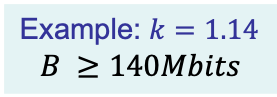 Example: k = 1.14
B ≥ 140Mbits